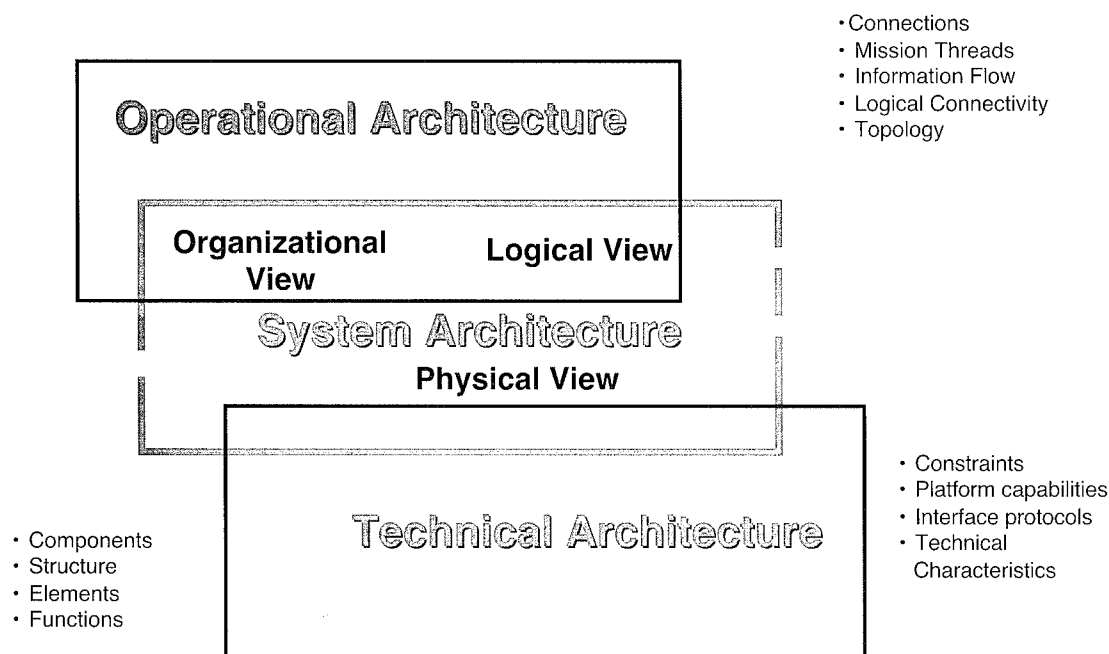 •Connections
• Mission Threads
• Information Flow
• Logical Connectivity
• Topology
Operational Architecture
Organizational
View
Logical View
System Architecture
Physical View
Technical Architecture
• Constraints
• Platform capabilities
• Interface protocols
• Technical
Characteristics
• Components
• Structure
• Elements
• Functions